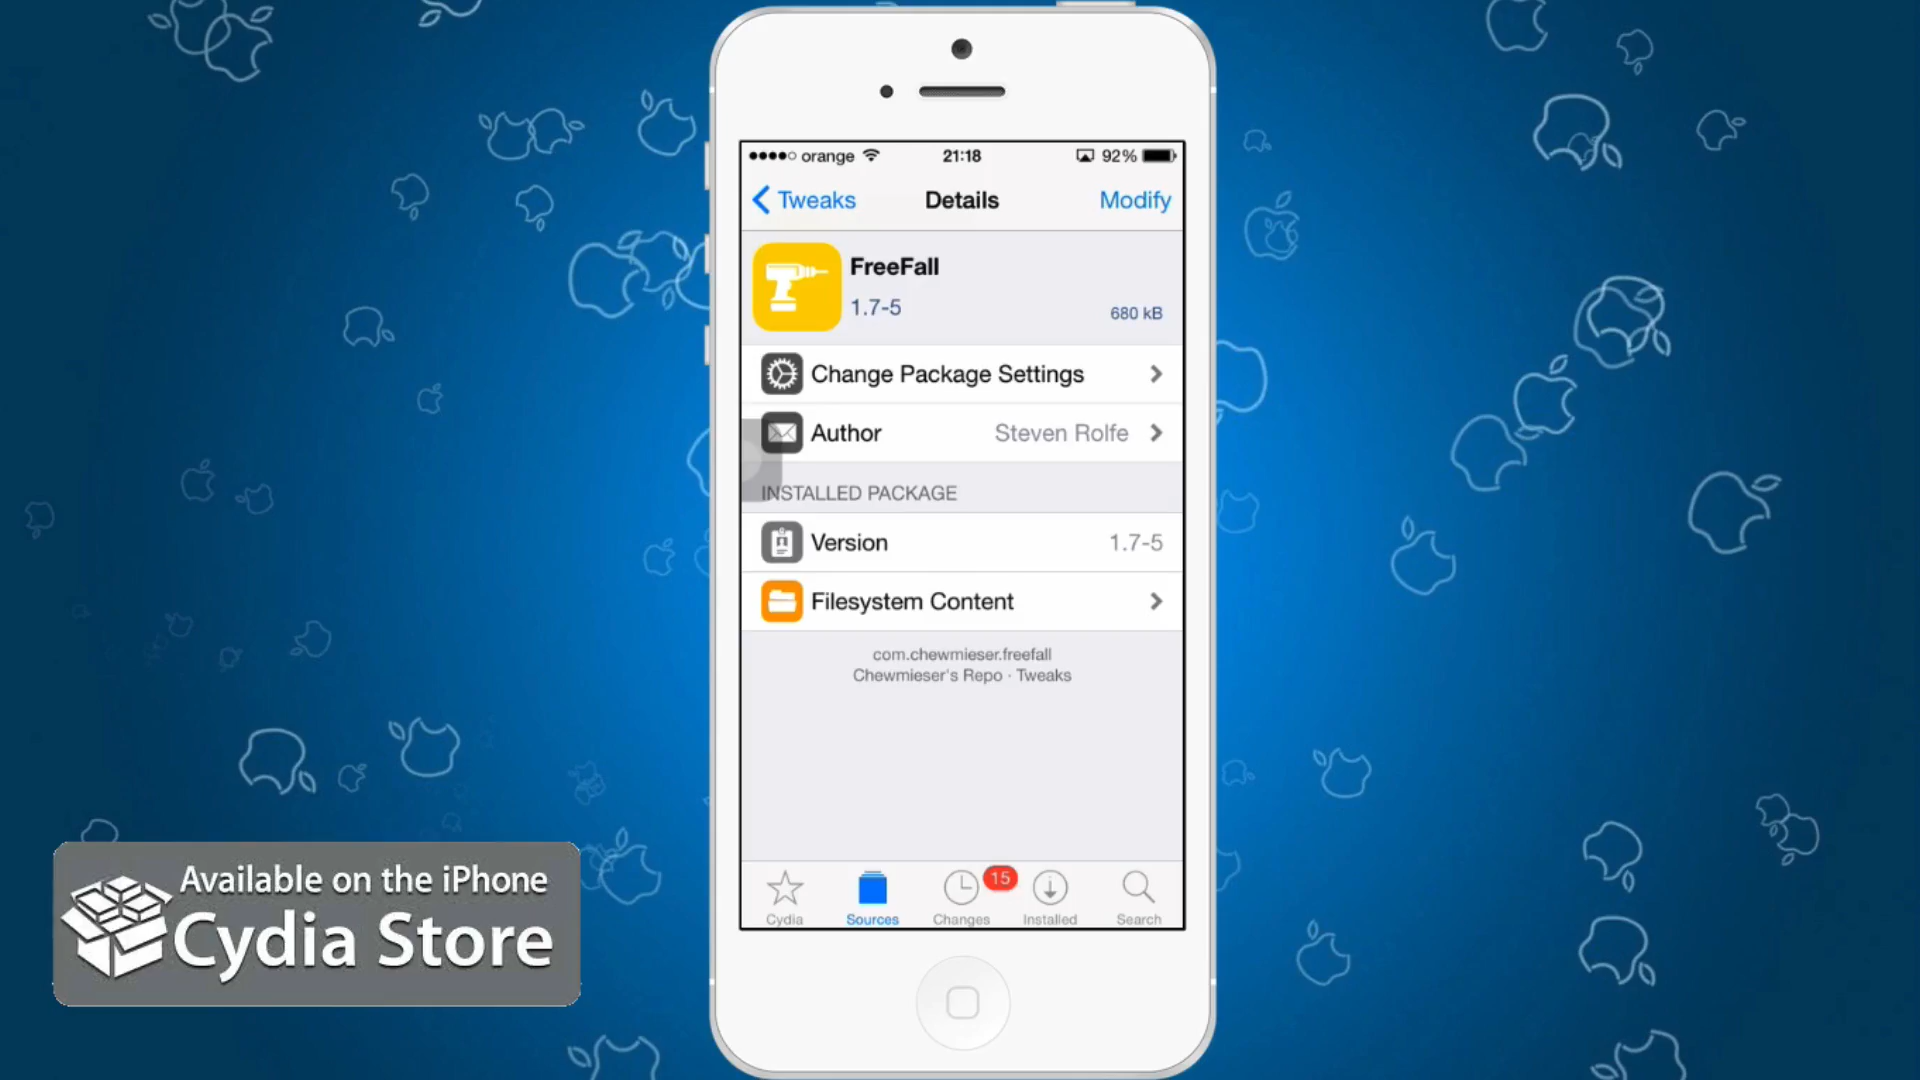 orange 21:18 92%
Tweaks Details Modify
FreeFall
1.7-5 680 kB
Change Package Settings
Author Steven Rolfe
INSTALLED PACKAGE
Version 1.7-5
Filesystem Content
com.chewmieser.freefall
Chewmieser's Repo · Tweaks
15
Cydia Sources Changes Installed Search
Available on the iPhone
Cydia Store